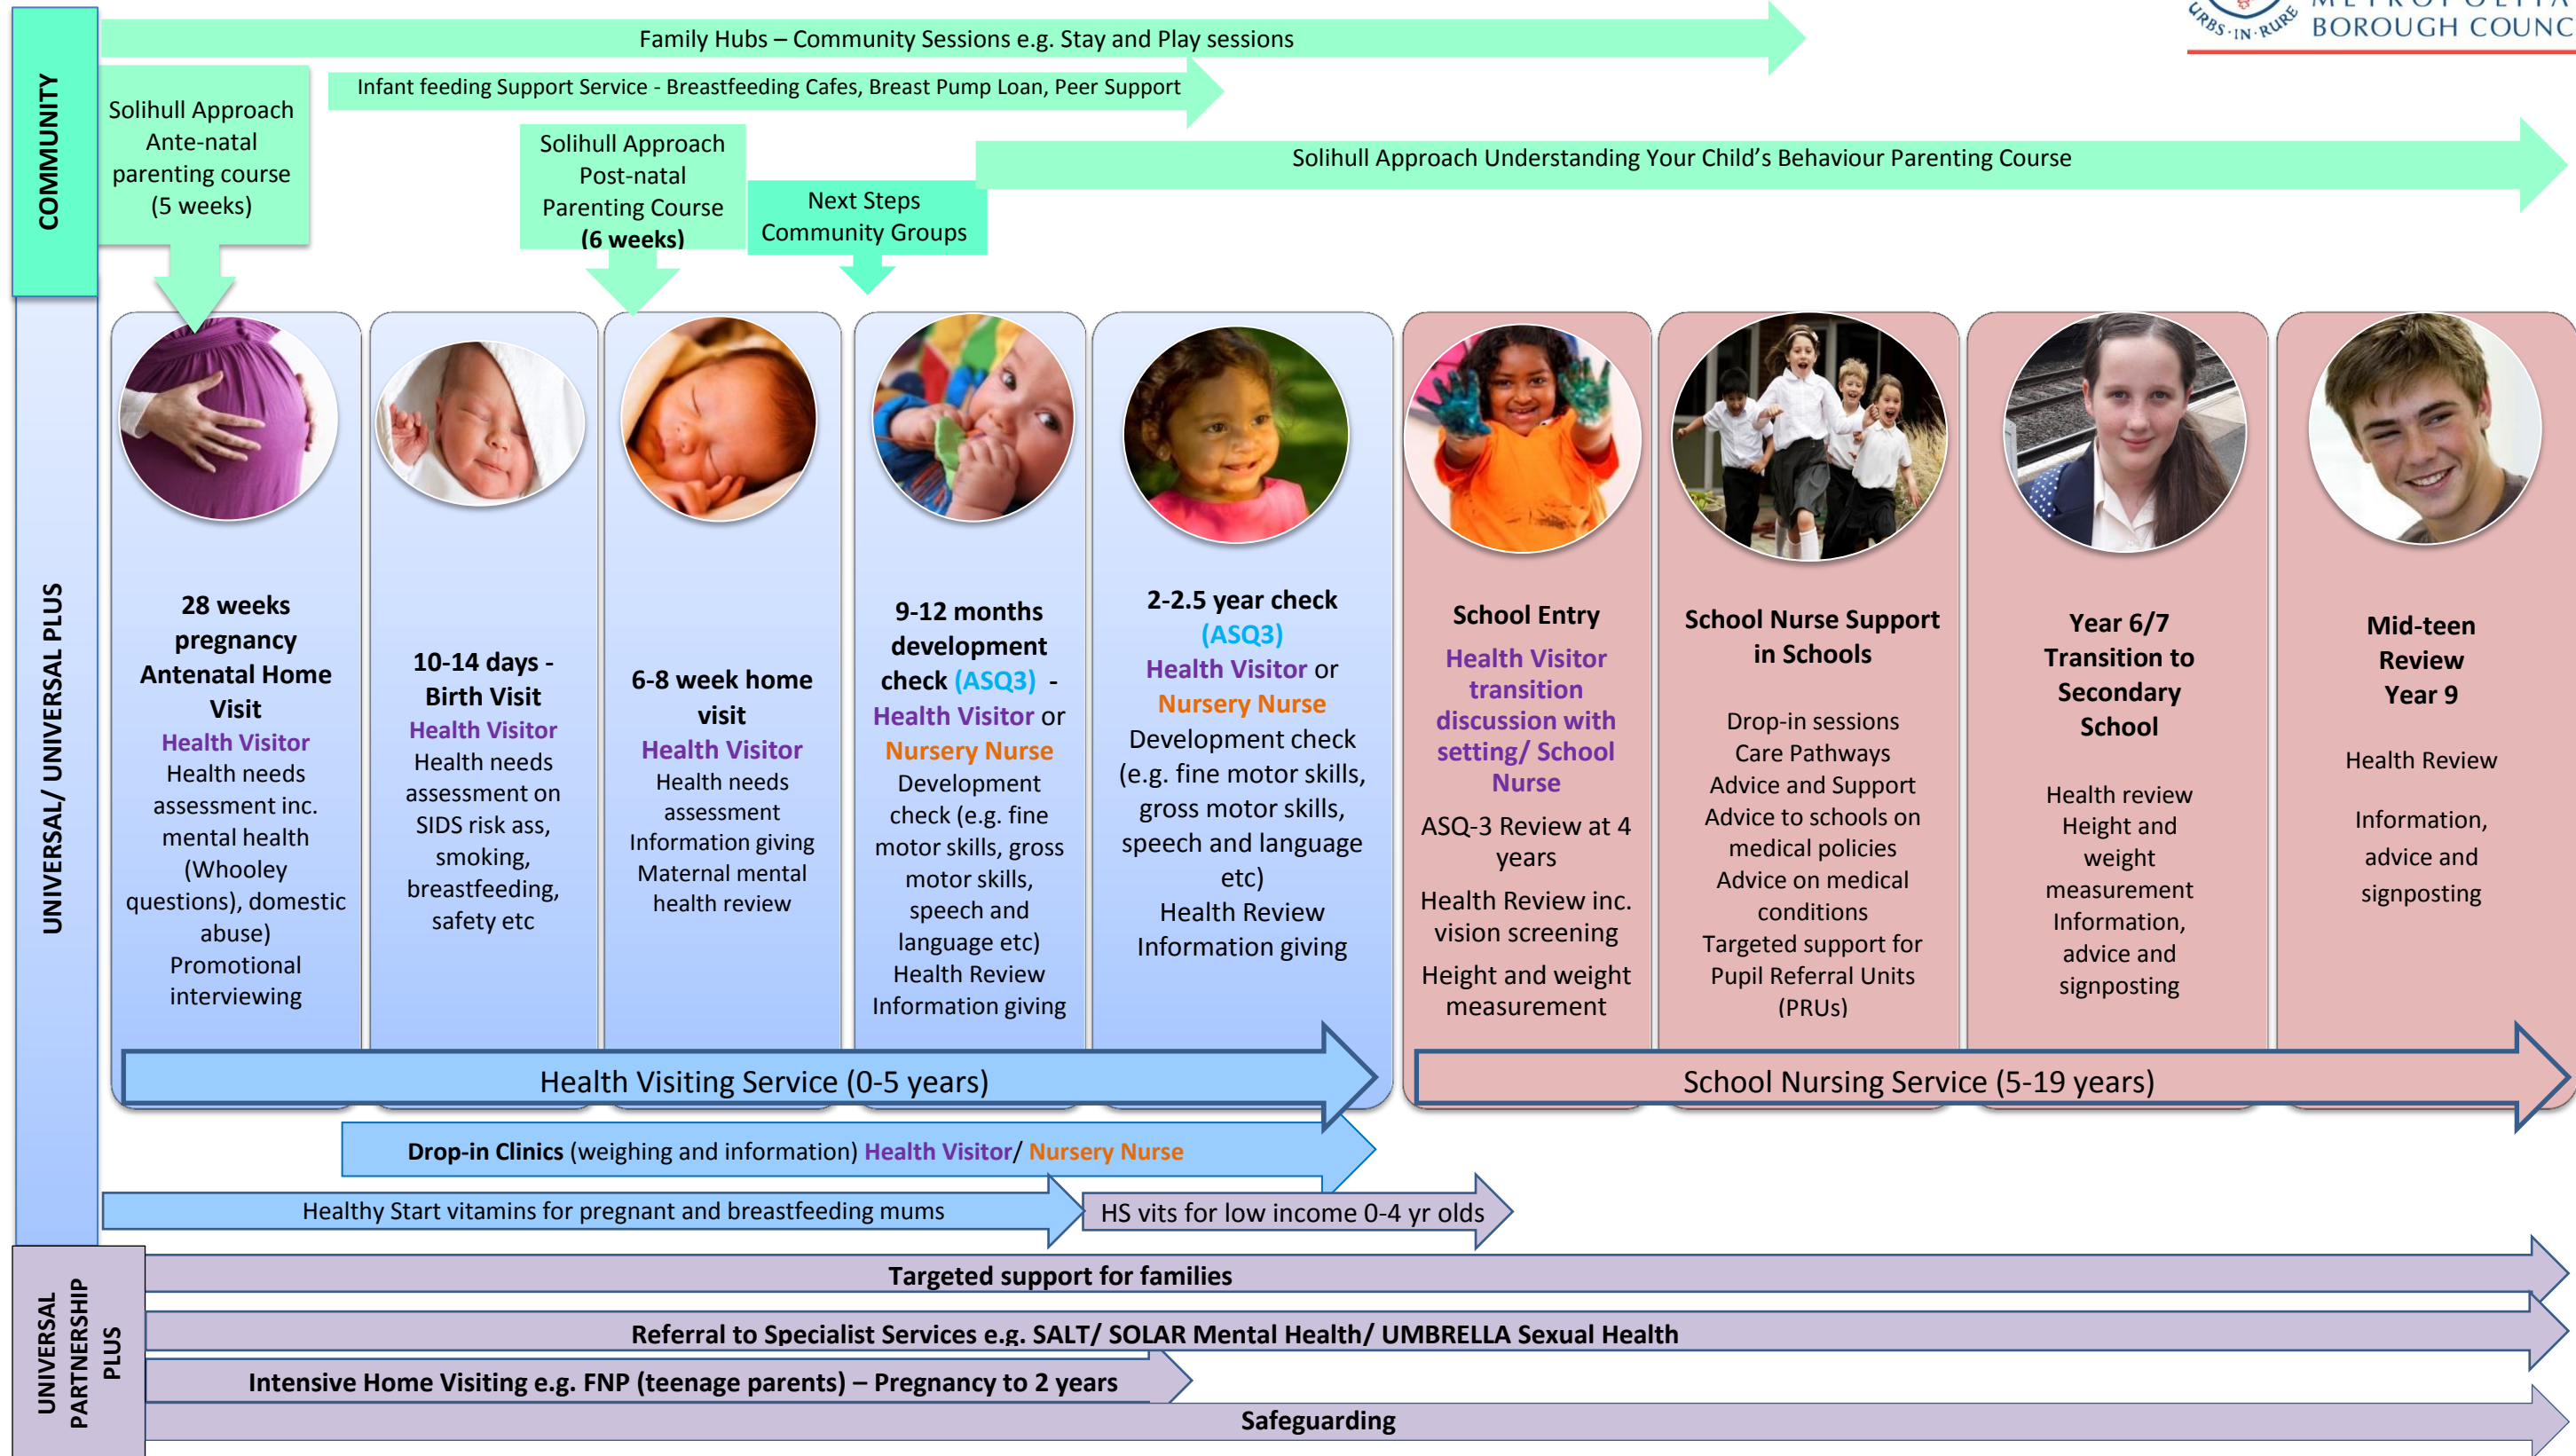 METROPOLITA
BOROUGH COUNC
URBS·IN·RURE
COMMUNITY
Family Hubs – Community Sessions e.g. Stay and Play sessions
Infant feeding Support Service - Breastfeeding Cafes, Breast Pump Loan, Peer Support
Solihull Approach
Ante-natal
parenting course
(5 weeks)
Solihull Approach
Post-natal
Parenting Course
(6 weeks)
Next Steps
Community Groups
Solihull Approach Understanding Your Child's Behaviour Parenting Course
UNIVERSAL/ UNIVERSAL PLUS
28 weeks
pregnancy
Antenatal Home
Visit
Health Visitor
Health needs
assessment inc.
mental health
(Whooley
questions), domestic
abuse)
Promotional
interviewing
10-14 days -
Birth Visit
Health Visitor
Health needs
assessment on
SIDS risk ass,
smoking,
breastfeeding,
safety etc
6-8 week home
visit
Health Visitor
Health needs
assessment
Information giving
Maternal mental
health review
9-12 months
development
check (ASQ3) -
Health Visitor or
Nursery Nurse
Development
check (e.g. fine
motor skills, gross
motor skills,
speech and
language etc)
Health Review
Information giving
2-2.5 year check
(ASQ3)
Health Visitor or
Nursery Nurse
Development check
(e.g. fine motor skills,
gross motor skills,
speech and language
etc)
Health Review
Information giving
School Entry
Health Visitor
transition
discussion with
setting/ School
Nurse
ASQ-3 Review at 4
years
Health Review inc.
vision screening
Height and weight
measurement
School Nurse Support
in Schools
Drop-in sessions
Care Pathways
Advice and Support
Advice to schools on
medical policies
Advice on medical
conditions
Targeted support for
Pupil Referral Units
(PRUs)
Year 6/7
Transition to
Secondary
School
Health review
Height and
weight
measurement
Information,
advice and
signposting
Mid-teen
Review
Year 9
Health Review
Information,
advice and
signposting
Health Visiting Service (0-5 years)
School Nursing Service (5-19 years)
Drop-in Clinics (weighing and information) Health Visitor/ Nursery Nurse
Healthy Start vitamins for pregnant and breastfeeding mums
HS vits for low income 0-4 yr olds
UNIVERSAL
PARTNERSHIP
PLUS
Targeted support for families
Referral to Specialist Services e.g. SALT/ SOLAR Mental Health/ UMBRELLA Sexual Health
Intensive Home Visiting e.g. FNP (teenage parents) – Pregnancy to 2 years
Safeguarding